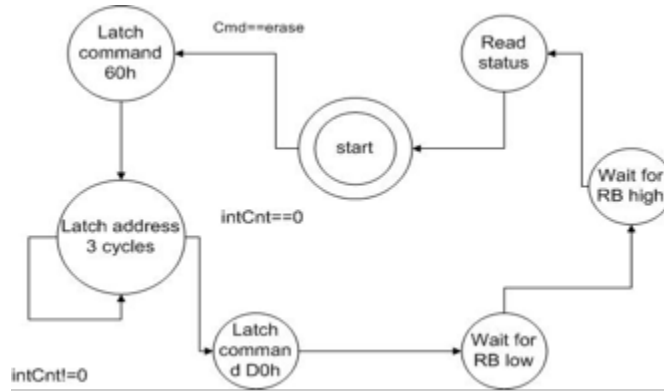 Latch
command
60h
Cmd==erase
Read
status
start
Wait for
RB high
Latch address
3 cycles
intCnt==0
intCnt!=0
Latch
comman
d D0h
Wait for
RB low